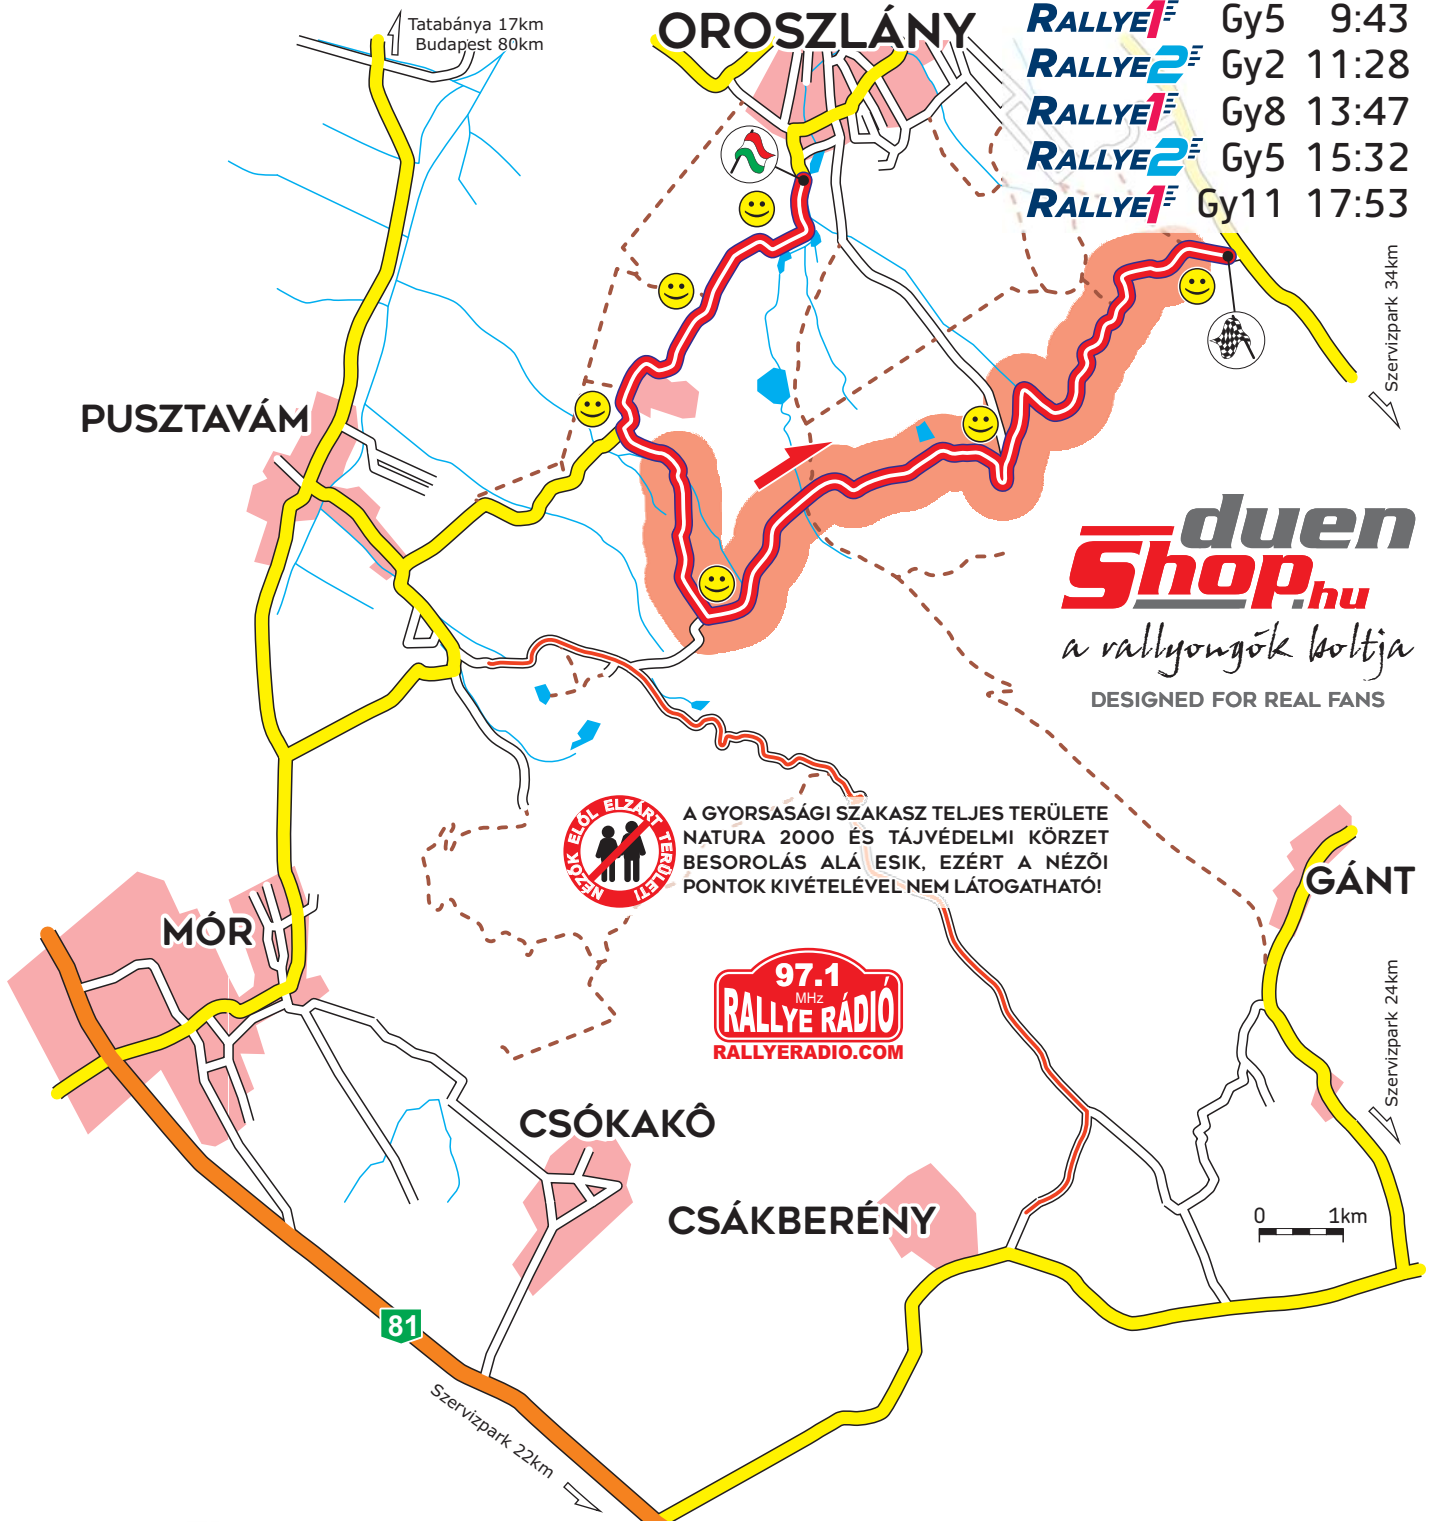 Tatabánya 17km
Budapest 80km
OROSZLÁNY
RALLYE1 Gy5 9:43
RALLYE2 Gy2 11:28
RALLYE1 Gy8 13:47
RALLYE2 Gy5 15:32
RALLYE1 Gy11 17:53
Szervizpark 34km
PUSZTAVÁM
duen
Shop.hu
a rallyongók boltja
DESIGNED FOR REAL FANS
NÉZŐK ELŐL ELZÁRT TERÜLET!
A GYORSASÁGI SZAKASZ TELJES TERÜLETE
NATURA 2000 ÉS TÁJVÉDELMI KÖRZET
BESOROLÁS ALÁ ESIK, EZÉRT A NÉZÕI
PONTOK KIVÉTELÉVEL NEM LÁTOGATHATÓ!
GÁNT
MÓR
97.1
MHz
RALLYE RÁDIÓ
RALLYERADIO.COM
Szervizpark 24km
CSÓKAKÔ
CSÁKBERÉNY
0 1km
81
Szervizpark 22km